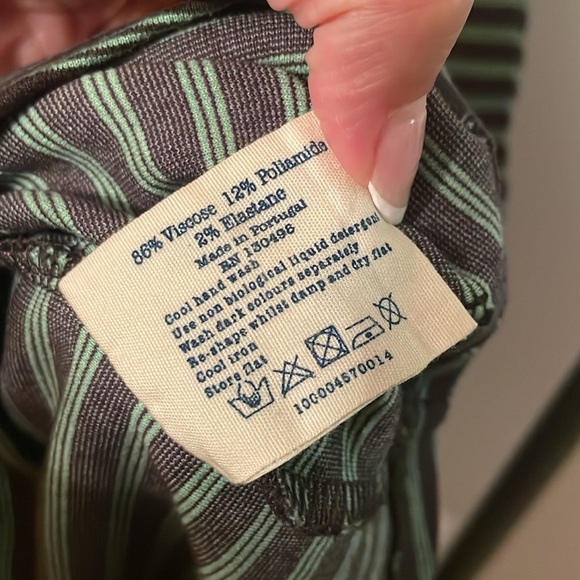 86% Viscose 12% Poliamida
2% Elastane
Made in Portugal
RN 130496
Cool hand wash
Use non biological liquid detergent
Wash dark colours separately
Re-shape whilst damp and dry flat
Cool iron
Store flat
100004570014